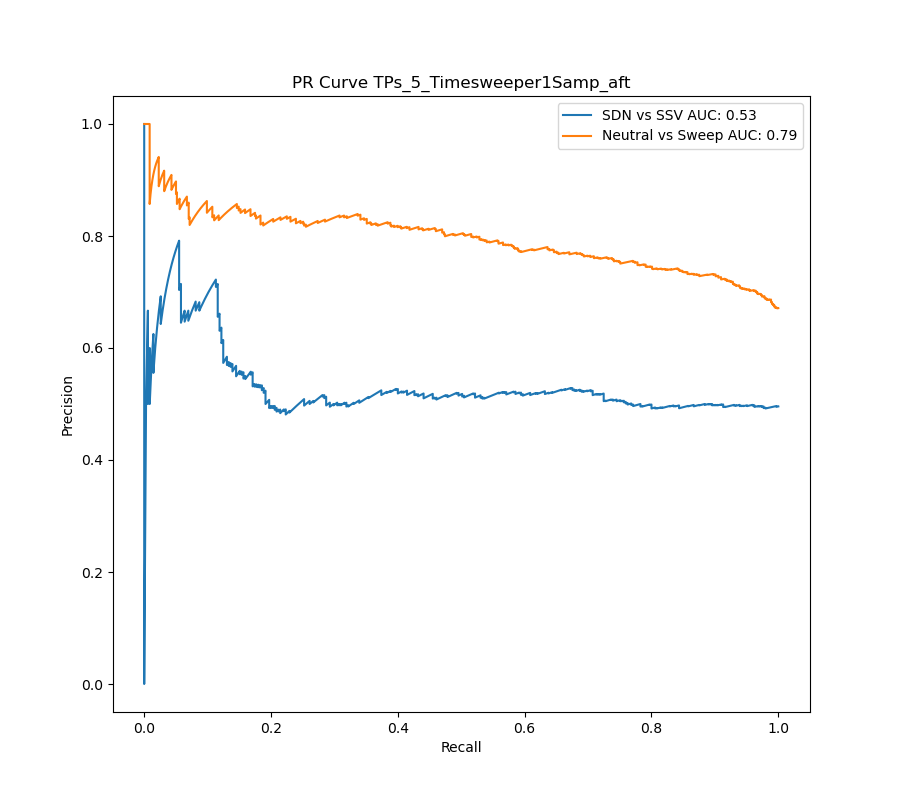 PR Curve TPs_5_Timesweeper1Samp_aft
SDN vs SSV AUC: 0.53
Neutral vs Sweep AUC: 0.79
1.0
0.8
0.6
0.4
0.2
0.0
Precision
0.0 0.2 0.4 0.6 0.8 1.0
Recall